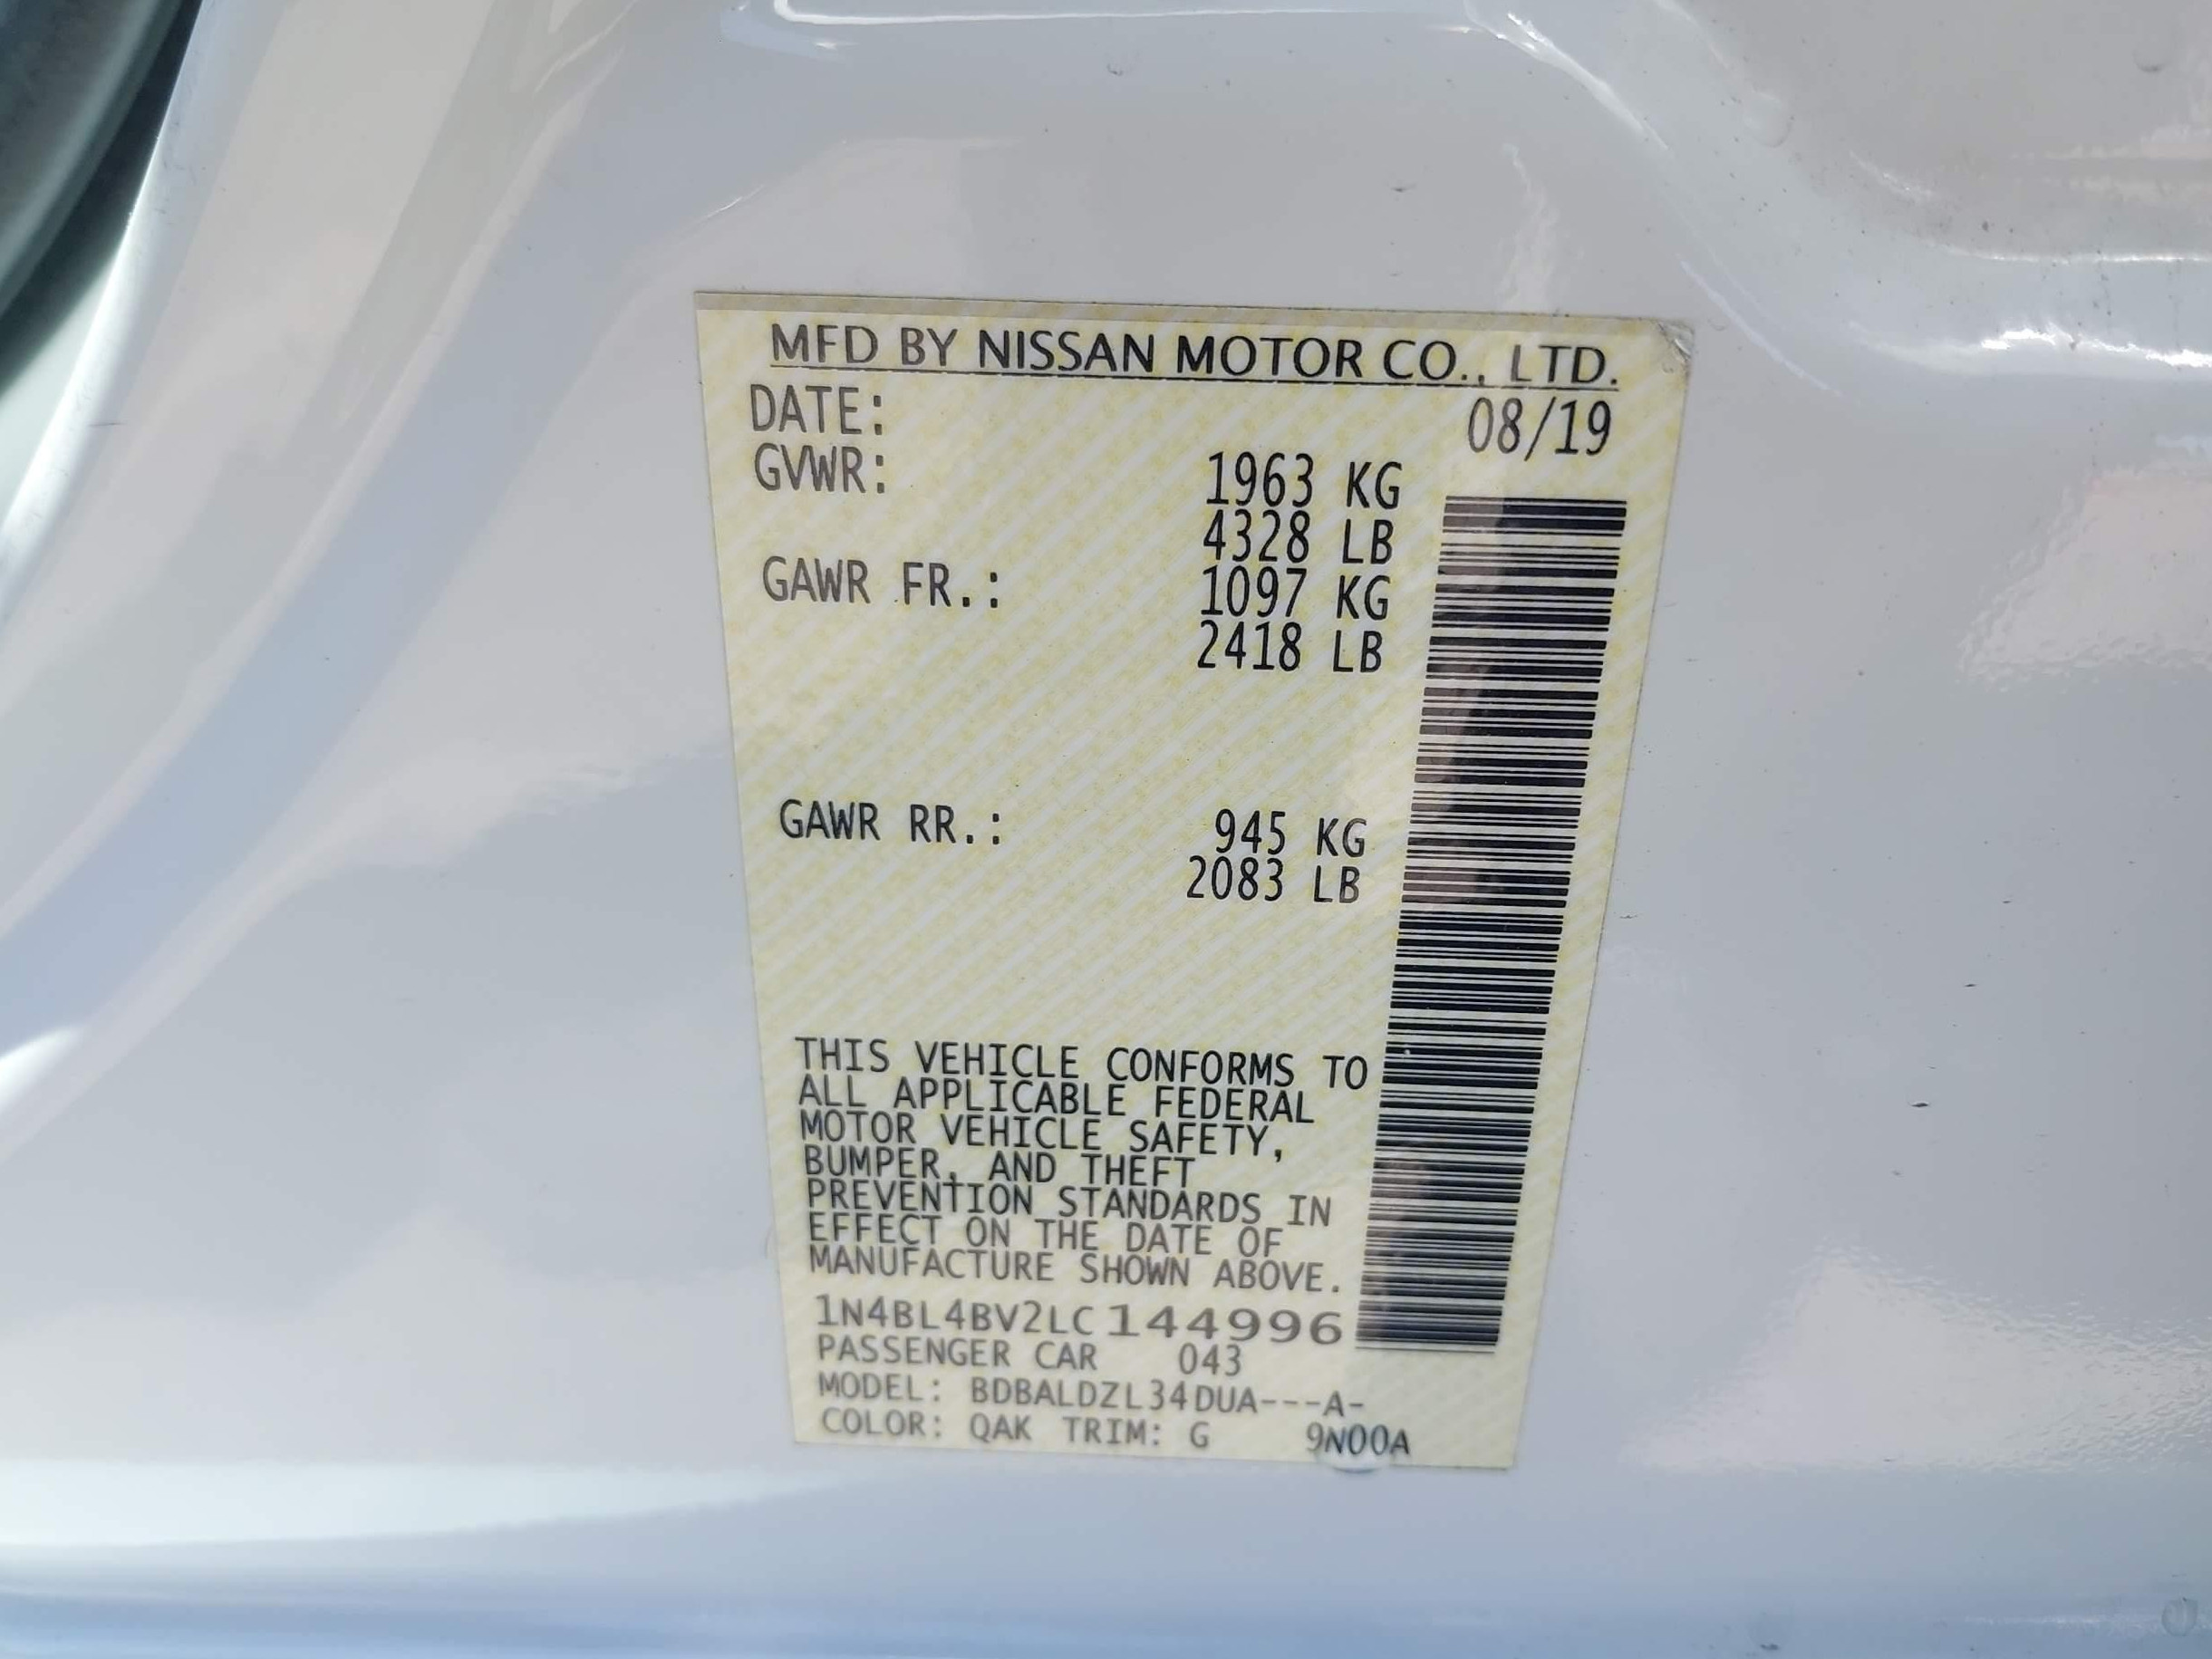 MFD BY NISSAN MOTOR CO., LTD.
DATE: 08/19
GVWR: 1963 KG
4328 LB
GAWR FR.: 1097 KG
2418 LB
GAWR RR.: 945 KG
2083 LB
THIS VEHICLE CONFORMS TO
ALL APPLICABLE FEDERAL
MOTOR VEHICLE SAFETY,
BUMPER, AND THEFT
PREVENTION STANDARDS IN
EFFECT ON THE DATE OF
MANUFACTURE SHOWN ABOVE.
1N4BL4BV2LC144996
PASSENGER CAR 043
MODEL: BDBALDZL34DUA---A-
COLOR: QAK TRIM: G 9N00A